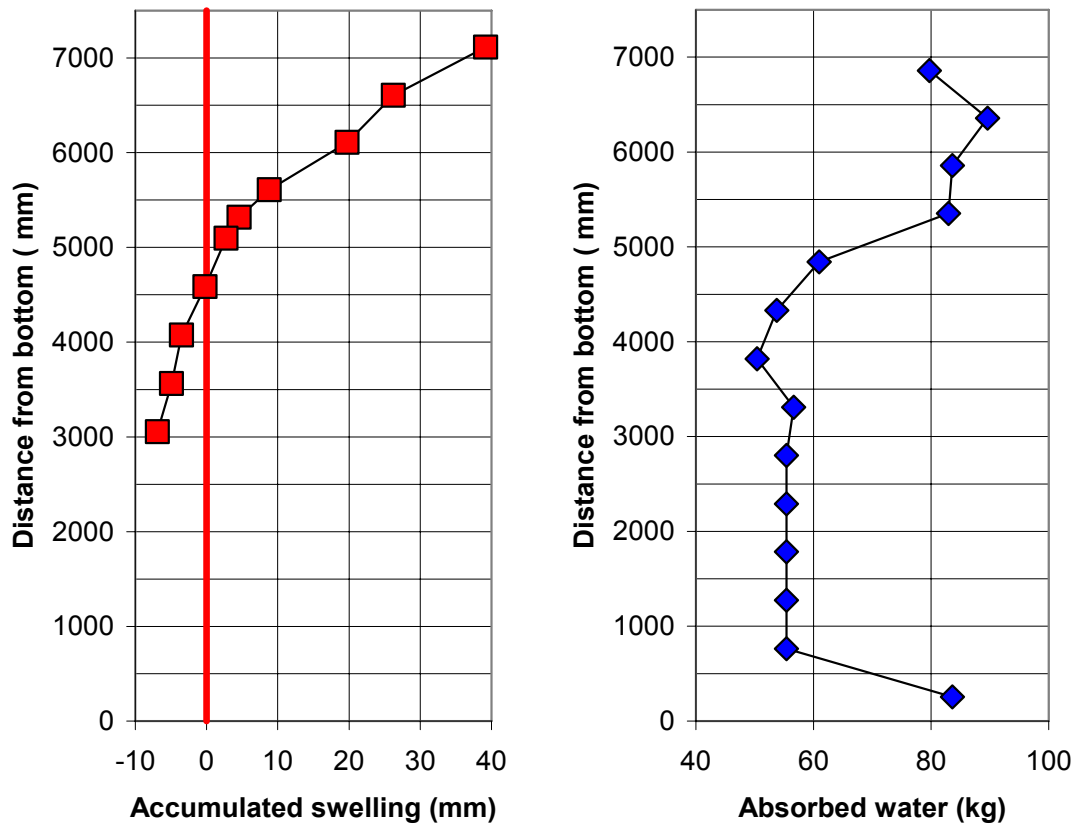 7000
6000
5000
4000
3000
2000
1000
0
Distance from bottom ( mm)
-10 0 10 20 30 40
Accumulated swelling (mm)
7000
6000
5000
4000
3000
2000
1000
0
Distance from bottom ( mm)
40 60 80 100
Absorbed water (kg)